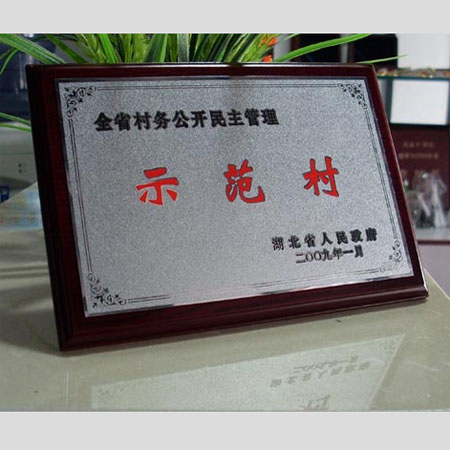 全省村务公开民主管理
示范村
湖北省人民政府
二〇〇九年一月